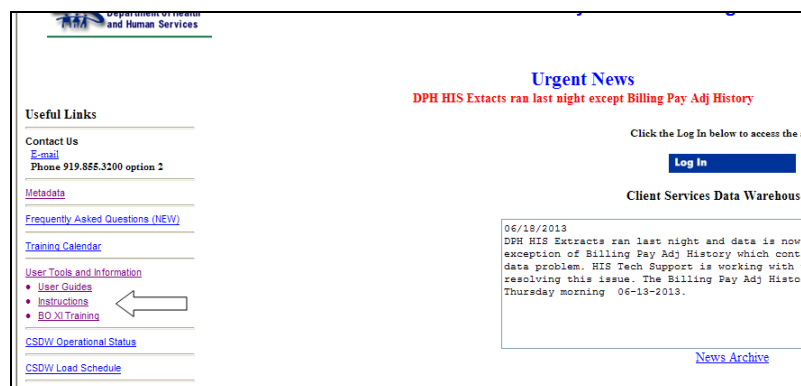 Department of Health
and Human Services
Urgent News
DPH HIS Extacts ran last night except Billing Pay Adj History
Useful Links
Contact Us
E-mail
Phone 919.855.3200 option 2
Metadata
Frequently Asked Questions (NEW)
Training Calendar
User Tools and Information
• User Guides
• Instructions
• BO XI Training
CSDW Operational Status
CSDW Load Schedule
Click the Log In below to access the
Log In
Client Services Data Warehous
06/18/2013
DPH HIS Extracts ran last night and data is now
exception of Billing Pay Adj History which cont
data problem. HIS Tech Support is working with
resolving this issue. The Billing Pay Adj Histo
Thursday morning 06-13-2013.
News Archive